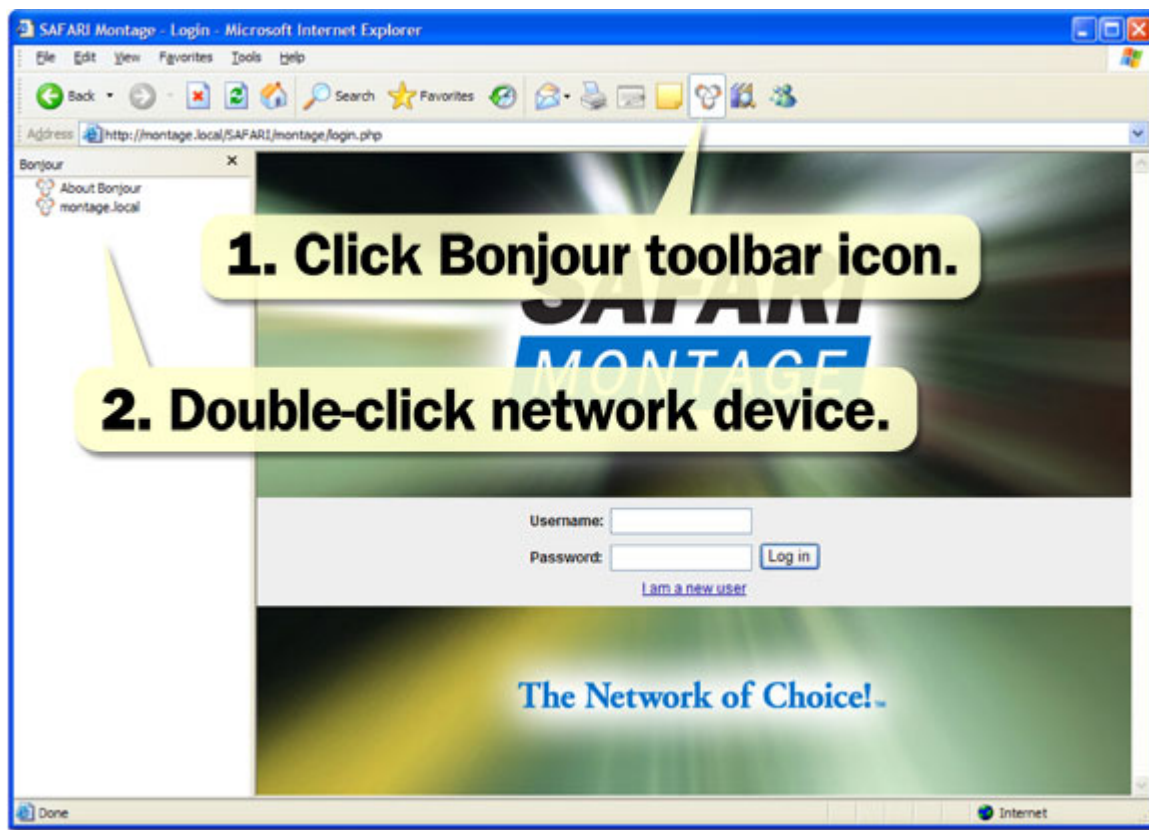 SAFARI Montage - Login - Microsoft Internet Explorer
File Edit View Favorites Tools Help
Back Search Favorites
Address http://montage.local/SAFARI/montage/login.php
Bonjour
About Bonjour
montage.local
1. Click Bonjour toolbar icon.
SAFARI
MONTAGE
2. Double-click network device.
Username:
Password: Log in
I am a new user
The Network of Choice!™
Done Internet